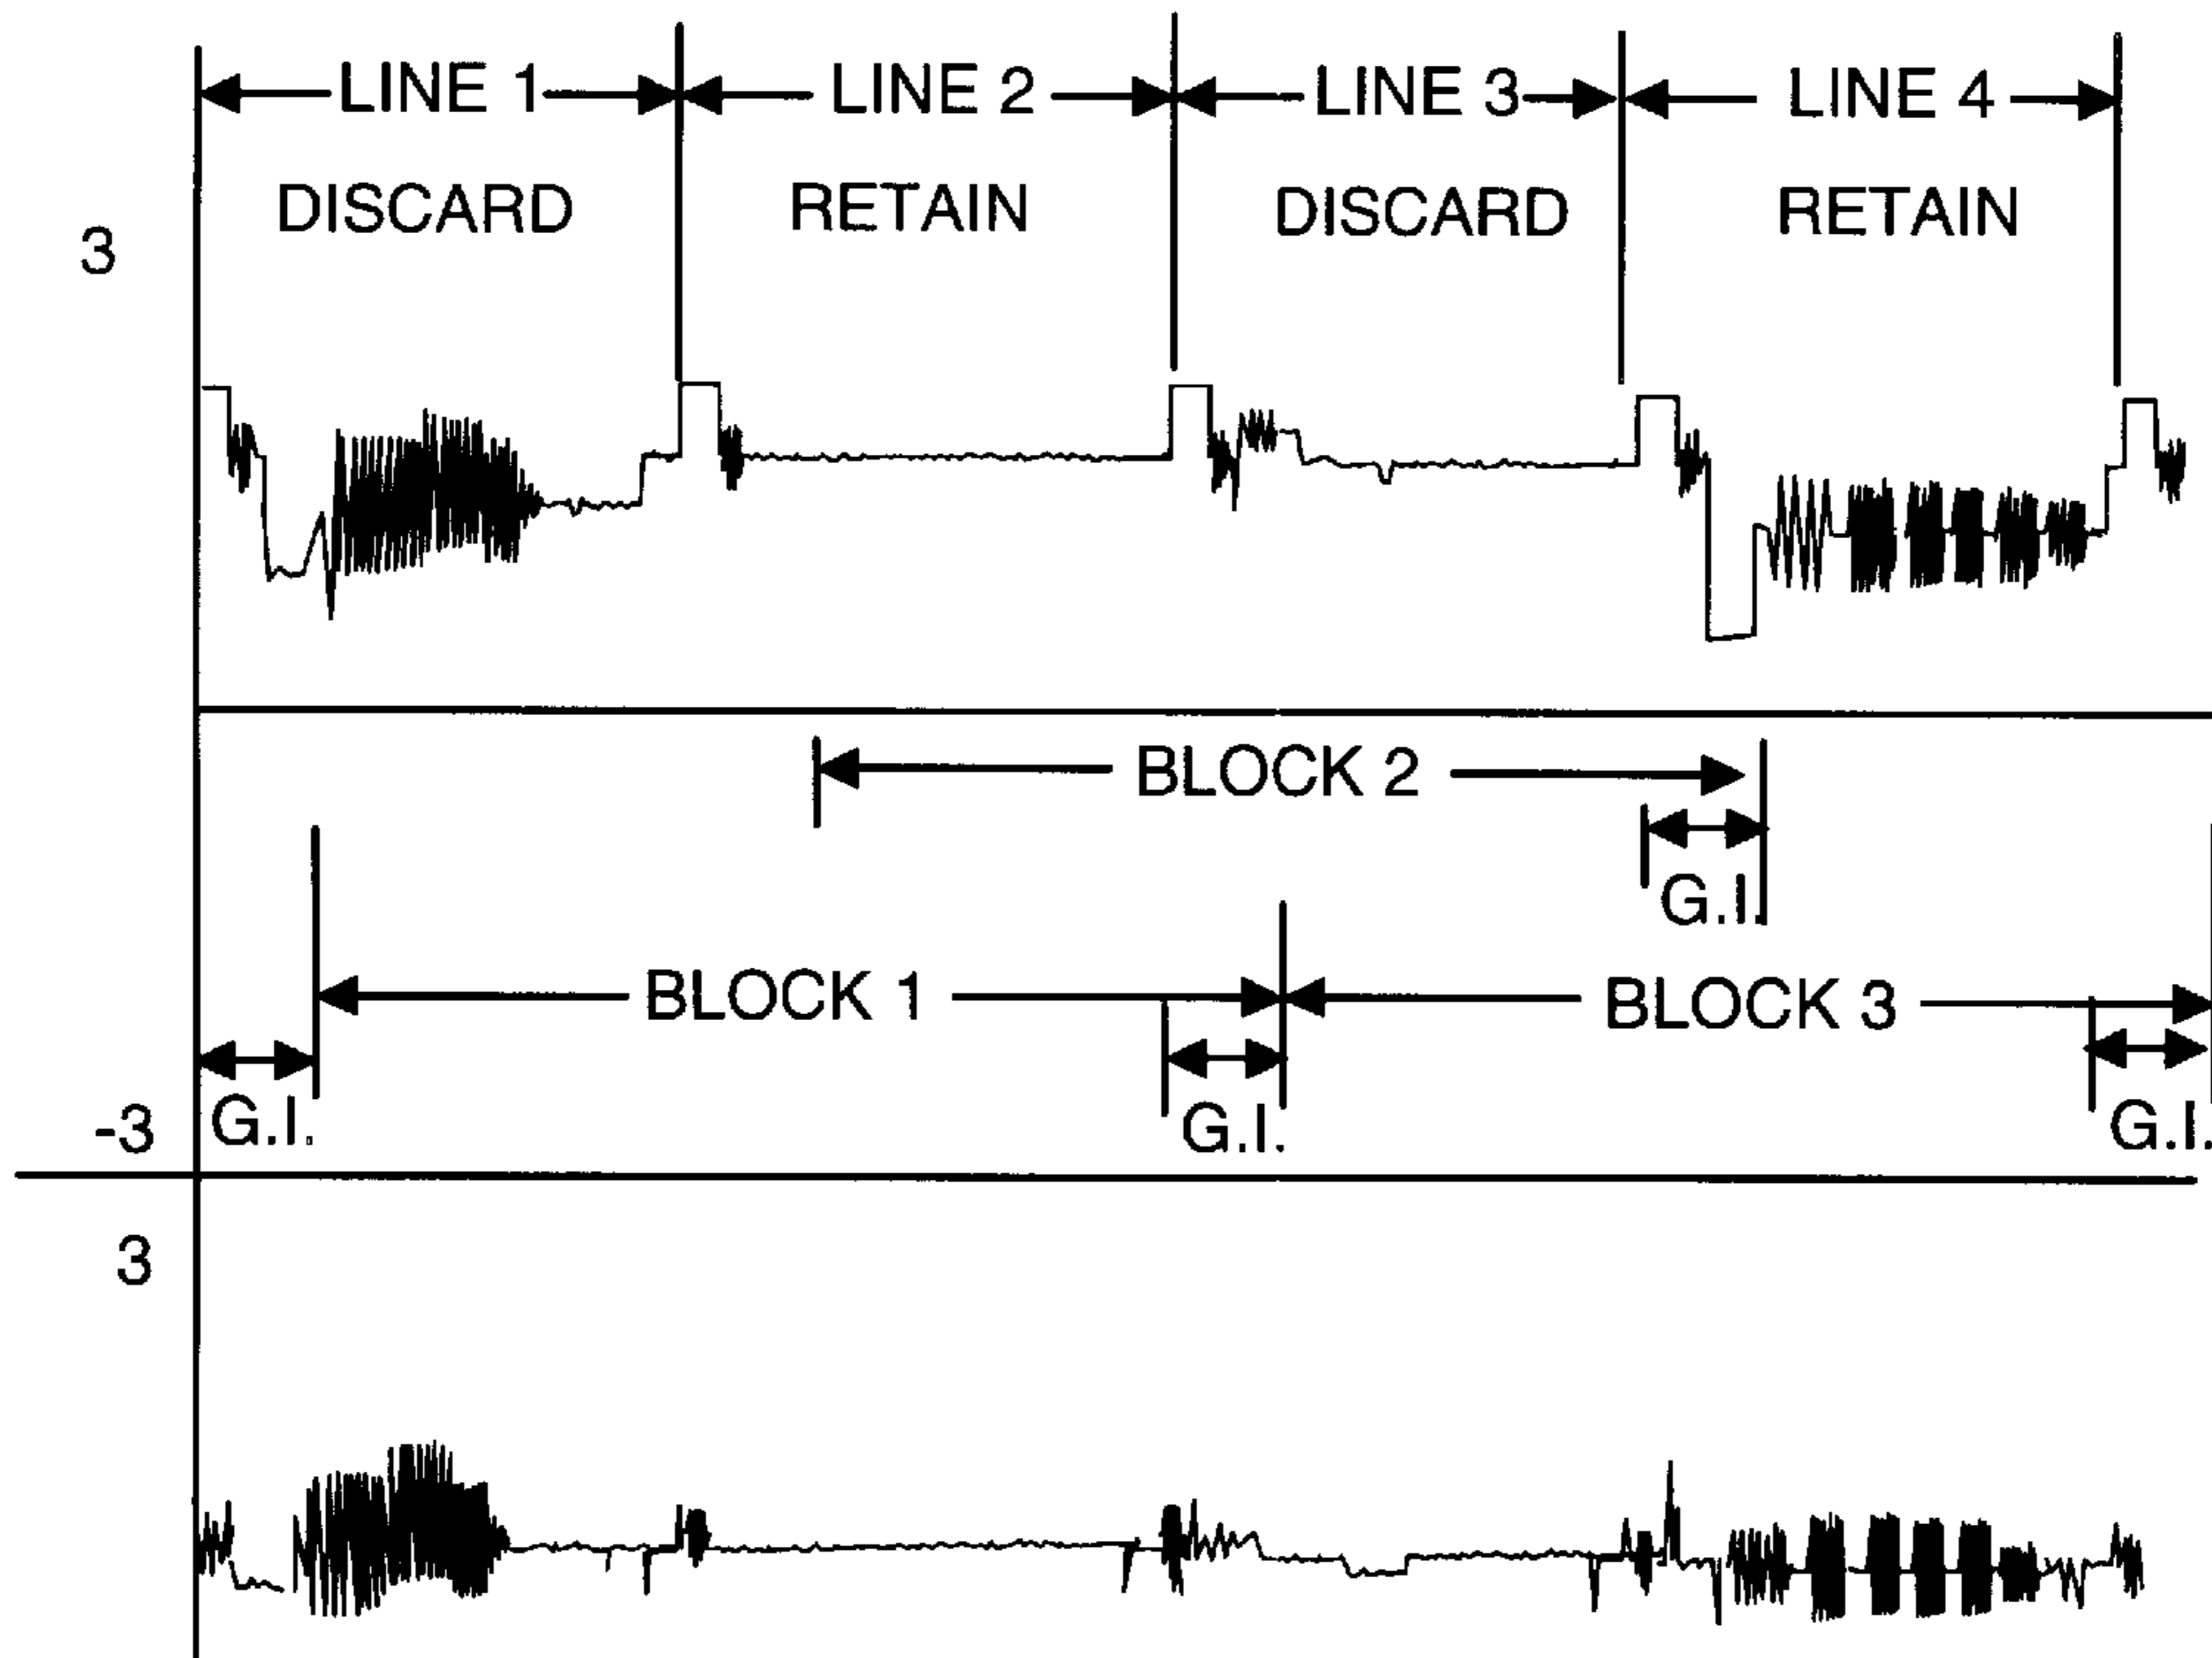 LINE 1 LINE 2 LINE 3 LINE 4
DISCARD RETAIN DISCARD RETAIN
3
BLOCK 2
G.I.
BLOCK 1 BLOCK 3
G.I. G.I. G.I.
-3
3